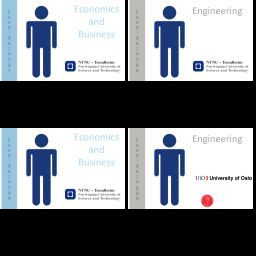 Economics
and
Business
NTNU – Trondheim
Norwegian University of
Science and Technology
Engineering
NTNU – Trondheim
Norwegian University of
Science and Technology
Economics
and
Business
NTNU – Trondheim
Norwegian University of
Science and Technology
Engineering
UiO University of Oslo